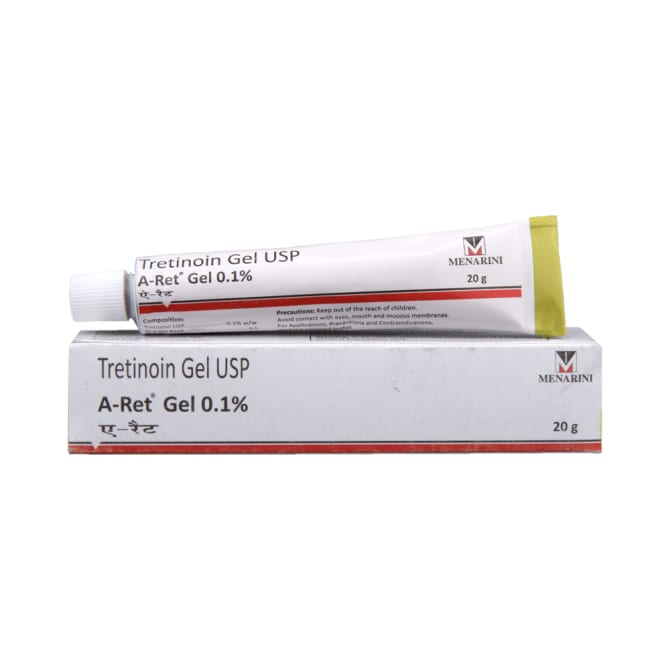 Tretinoin Gel USP
A-Ret® Gel 0.1%
ए-रैट
MENARINI
20 g
Composition:
Tretinoin USP 0.1% w/w
Precautions: Keep out of the reach of children.
Avoid contact with eyes, mouth and mucous membranes.
For Applications, Precautions and Contraindications,
Tretinoin Gel USP
A-Ret® Gel 0.1%
ए-रैट
MENARINI
20 g